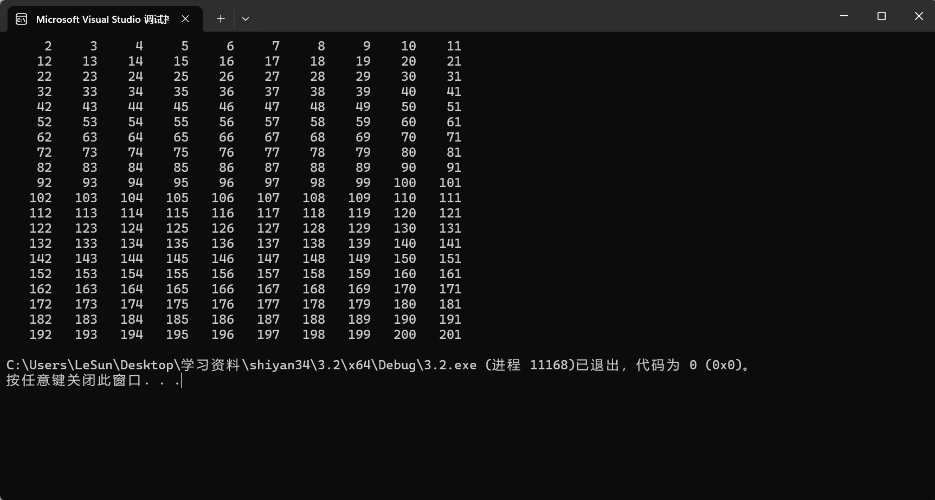 Microsoft Visual Studio 调试
2 3 4 5 6 7 8 9 10 11
12 13 14 15 16 17 18 19 20 21
22 23 24 25 26 27 28 29 30 31
32 33 34 35 36 37 38 39 40 41
42 43 44 45 46 47 48 49 50 51
52 53 54 55 56 57 58 59 60 61
62 63 64 65 66 67 68 69 70 71
72 73 74 75 76 77 78 79 80 81
82 83 84 85 86 87 88 89 90 91
92 93 94 95 96 97 98 99 100 101
102 103 104 105 106 107 108 109 110 111
112 113 114 115 116 117 118 119 120 121
122 123 124 125 126 127 128 129 130 131
132 133 134 135 136 137 138 139 140 141
142 143 144 145 146 147 148 149 150 151
152 153 154 155 156 157 158 159 160 161
162 163 164 165 166 167 168 169 170 171
172 173 174 175 176 177 178 179 180 181
182 183 184 185 186 187 188 189 190 191
192 193 194 195 196 197 198 199 200 201
C:\Users\LeSun\Desktop\学习资料\shiyan34\3.2\x64\Debug\3.2.exe (进程 11168)已退出，代码为 0 (0x0)。
按任意键关闭此窗口. . .